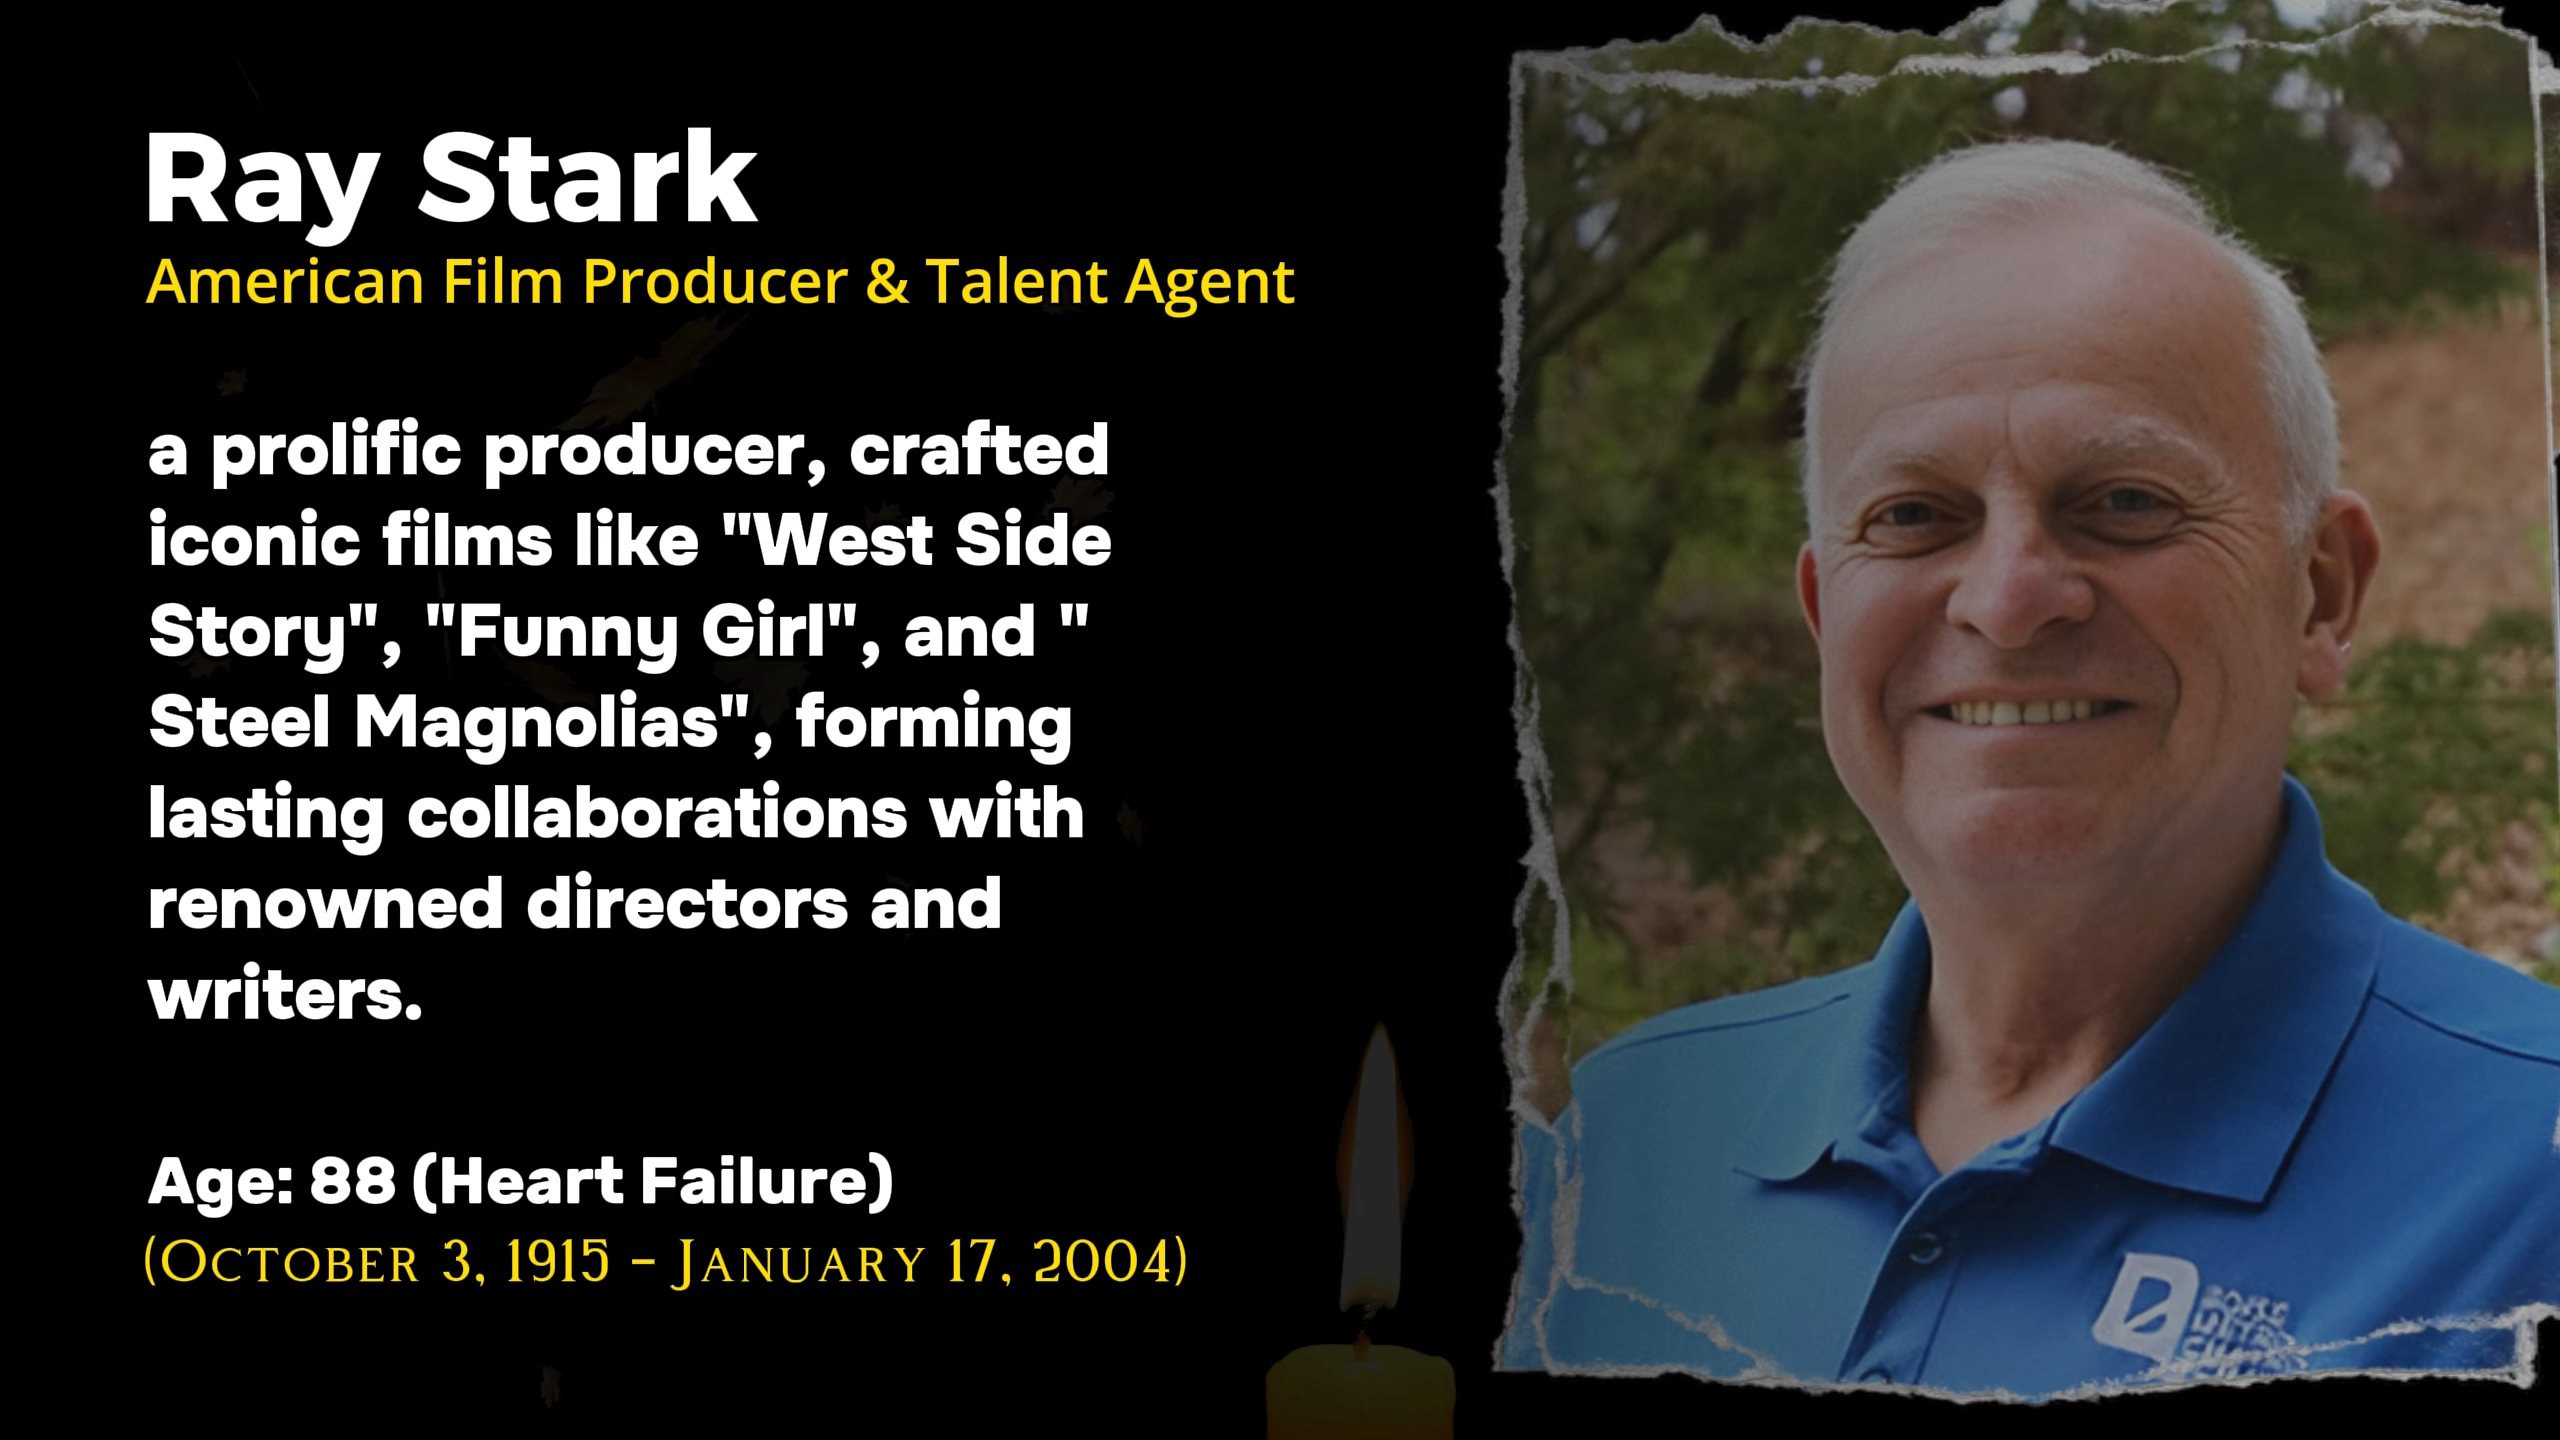 Ray Stark
American Film Producer & Talent Agent
a prolific producer, crafted
iconic films like "West Side
Story", "Funny Girl", and "
Steel Magnolias", forming
lasting collaborations with
renowned directors and
writers.
Age: 88 (Heart Failure)
(October 3, 1915 – January 17, 2004)